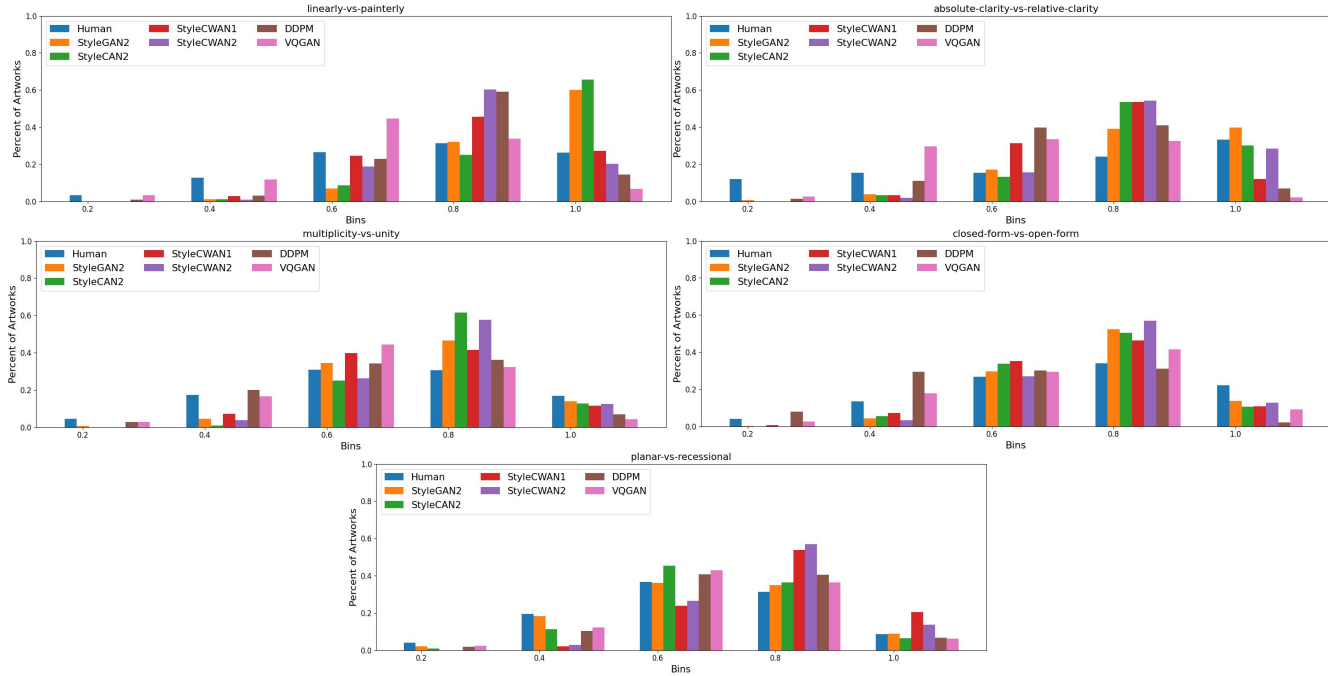 linearly-vs-painterly
Percent of Artworks
1.0
0.8
0.6
0.4
0.2
0.0
Human
StyleGAN2
StyleCAN2
StyleCWAN1
StyleCWAN2
DDPM
VQGAN
0.2 0.4 0.6 0.8 1.0
Bins
absolute-clarity-vs-relative-clarity
Percent of Artworks
1.0
0.8
0.6
0.4
0.2
0.0
Human
StyleGAN2
StyleCAN2
StyleCWAN1
StyleCWAN2
DDPM
VQGAN
0.2 0.4 0.6 0.8 1.0
Bins
multiplicity-vs-unity
Percent of Artworks
1.0
0.8
0.6
0.4
0.2
0.0
Human
StyleGAN2
StyleCAN2
StyleCWAN1
StyleCWAN2
DDPM
VQGAN
0.2 0.4 0.6 0.8 1.0
Bins
closed-form-vs-open-form
Percent of Artworks
1.0
0.8
0.6
0.4
0.2
0.0
Human
StyleGAN2
StyleCAN2
StyleCWAN1
StyleCWAN2
DDPM
VQGAN
0.2 0.4 0.6 0.8 1.0
Bins
planar-vs-recessional
Percent of Artworks
1.0
0.8
0.6
0.4
0.2
0.0
Human
StyleGAN2
StyleCAN2
StyleCWAN1
StyleCWAN2
DDPM
VQGAN
0.2 0.4 0.6 0.8 1.0
Bins